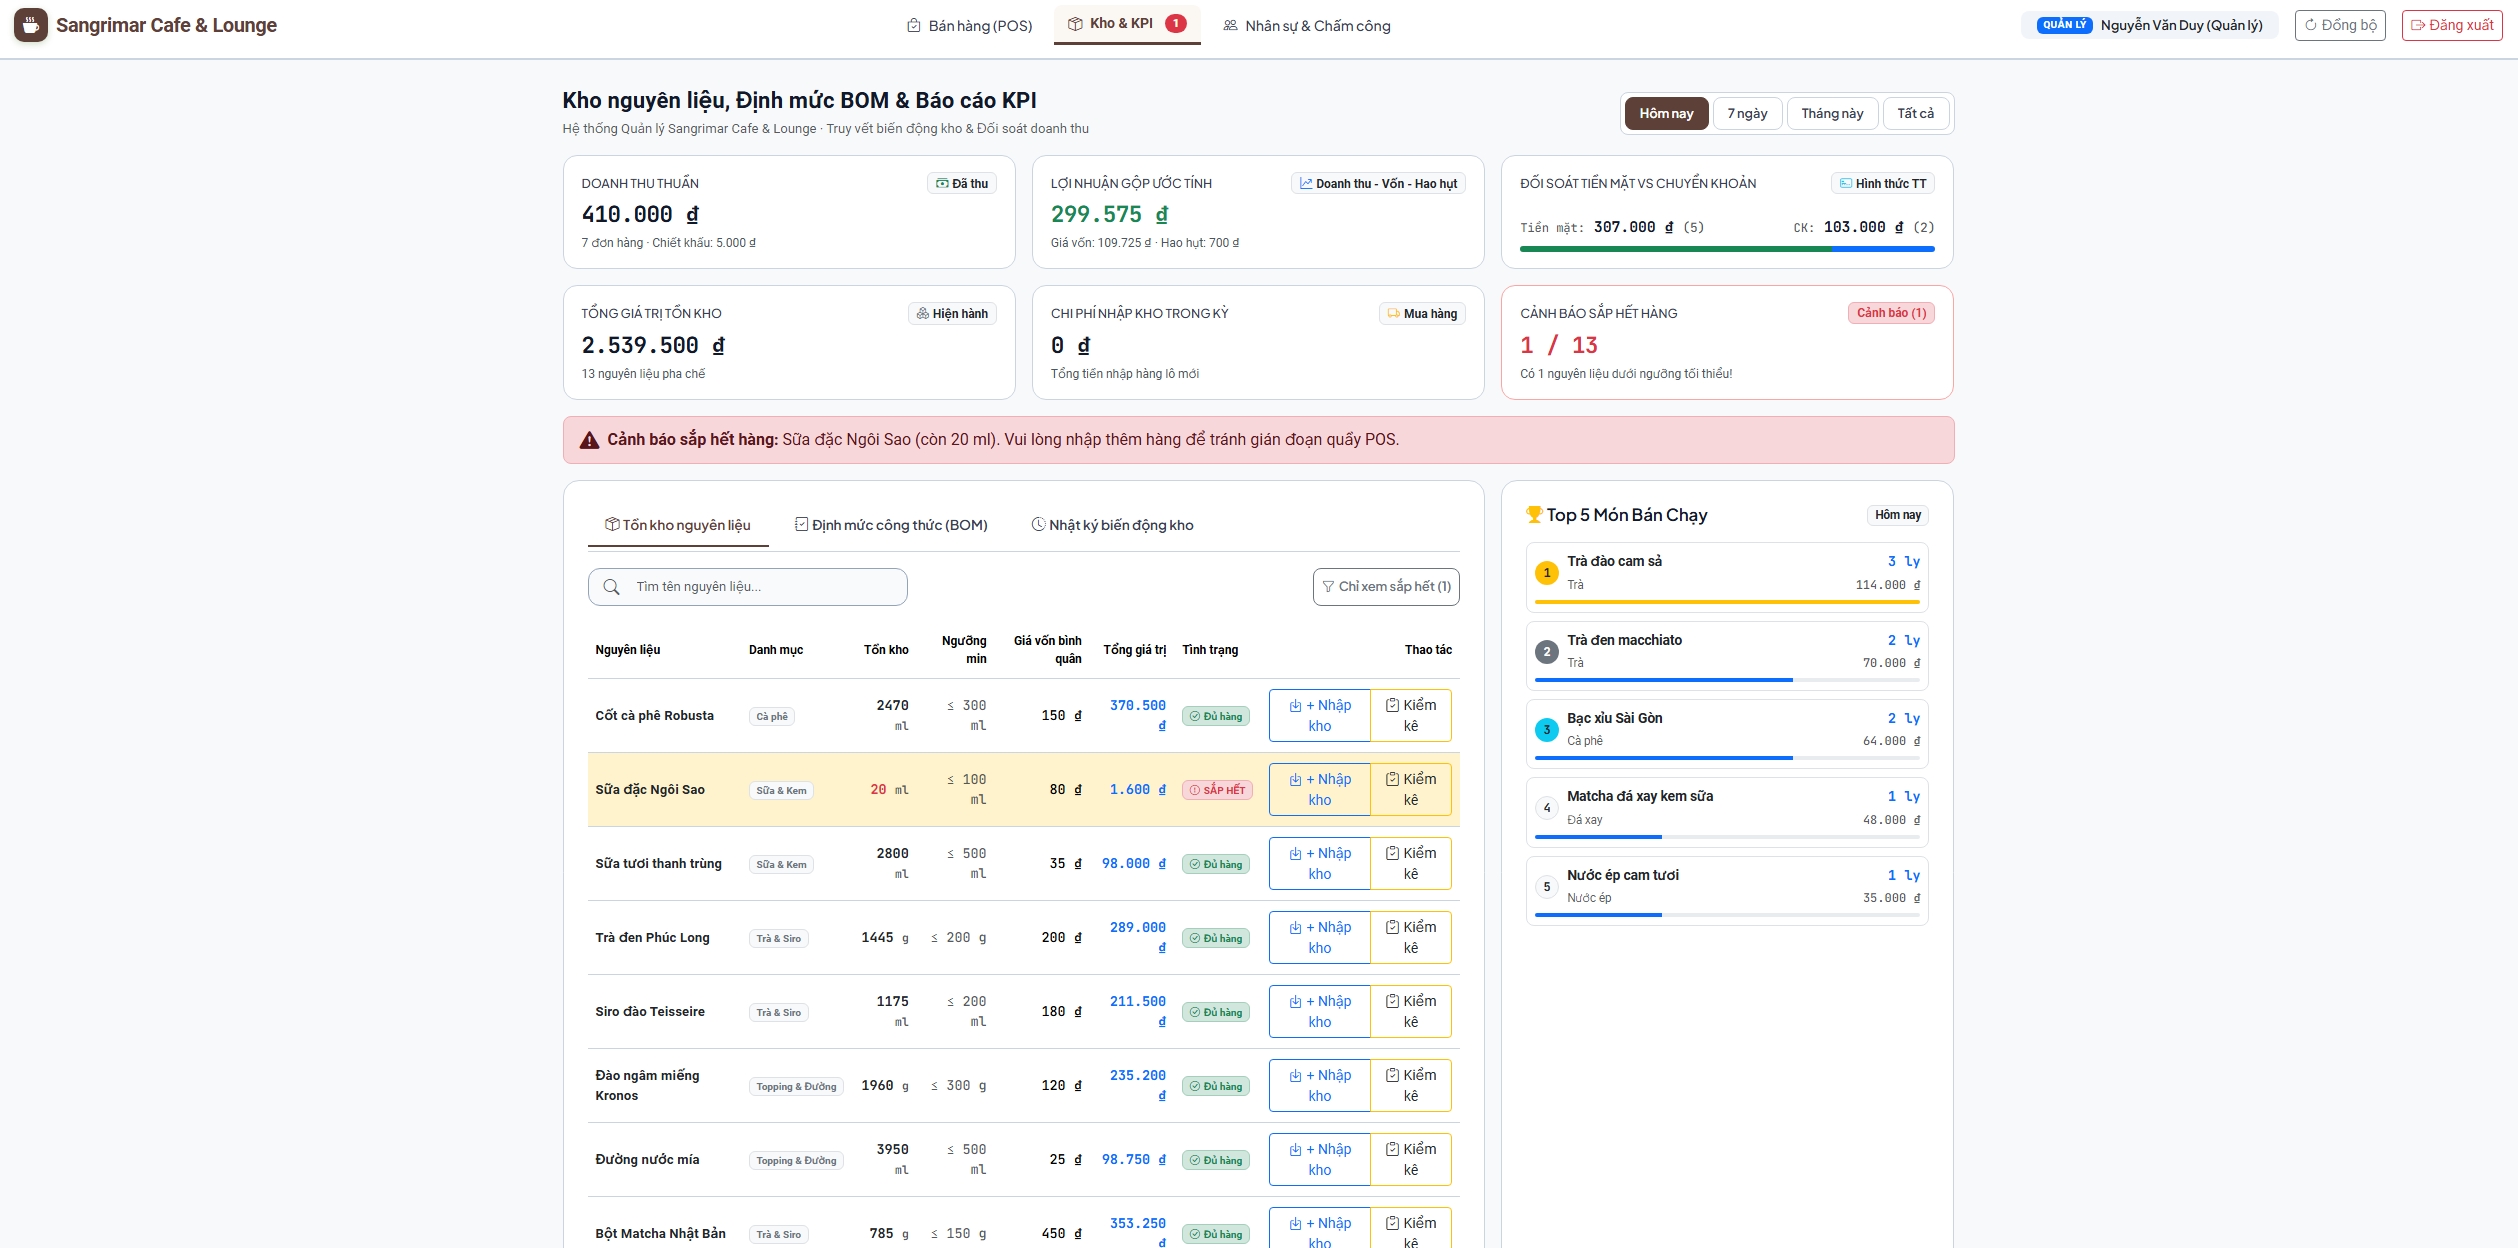 Sangrimar Cafe & Lounge
Bán hàng (POS)
Kho & KPI 1
Nhân sự & Chấm công
QUẢN LÝ Nguyễn Văn Duy (Quản lý)
Đồng bộ
Đăng xuất
Kho nguyên liệu, Định mức BOM & Báo cáo KPI
Hệ thống Quản lý Sangrimar Cafe & Lounge · Truy vết biến động kho & Đối soát doanh thu
Hôm nay
7 ngày
Tháng này
Tất cả
DOANH THU THUẦN
Đã thu
410.000 ₫
7 đơn hàng · Chiết khấu: 5.000 ₫
LỢI NHUẬN GỘP ƯỚC TÍNH
Doanh thu - Vốn - Hao hụt
299.575 ₫
Giá vốn: 109.725 ₫ · Hao hụt: 700 ₫
ĐỐI SOÁT TIỀN MẶT VS CHUYỂN KHOẢN
Hình thức TT
Tiền mặt: 307.000 ₫ (5)
CK: 103.000 ₫ (2)
TỔNG GIÁ TRỊ TỒN KHO
Hiện hành
2.539.500 ₫
13 nguyên liệu pha chế
CHI PHÍ NHẬP KHO TRONG KỲ
Mua hàng
0 ₫
Tổng tiền nhập hàng lô mới
CẢNH BÁO SẮP HẾT HÀNG
Cảnh báo (1)
1 / 13
Có 1 nguyên liệu dưới ngưỡng tối thiểu!
Cảnh báo sắp hết hàng: Sữa đặc Ngôi Sao (còn 20 ml). Vui lòng nhập thêm hàng để tránh gián đoạn quầy POS.
Tồn kho nguyên liệu
Định mức công thức (BOM)
Nhật ký biến động kho
Tìm tên nguyên liệu...
Chỉ xem sắp hết (1)
Nguyên liệu
Danh mục
Tồn kho
Ngưỡng
min
Giá vốn bình
quân
Tổng giá trị
Tình trạng
Thao tác
Cốt cà phê Robusta
Cà phê
2470
ml
≤ 300
ml
150 ₫
370.500
₫
Đủ hàng
+ Nhập
kho
Kiểm
kê
Sữa đặc Ngôi Sao
Sữa & Kem
20 ml
≤ 100
ml
80 ₫
1.600 ₫
SẮP HẾT
+ Nhập
kho
Kiểm
kê
Sữa tươi thanh trùng
Sữa & Kem
2800
ml
≤ 500
ml
35 ₫
98.000 ₫
Đủ hàng
+ Nhập
kho
Kiểm
kê
Trà đen Phúc Long
Trà & Siro
1445 g
≤ 200 g
200 ₫
289.000
₫
Đủ hàng
+ Nhập
kho
Kiểm
kê
Siro đào Teisseire
Trà & Siro
1175
ml
≤ 200
ml
180 ₫
211.500
₫
Đủ hàng
+ Nhập
kho
Kiểm
kê
Đào ngâm miếng
Kronos
Topping & Đường
1960 g
≤ 300 g
120 ₫
235.200
₫
Đủ hàng
+ Nhập
kho
Kiểm
kê
Đường nước mía
Topping & Đường
3950
ml
≤ 500
ml
25 ₫
98.750 ₫
Đủ hàng
+ Nhập
kho
Kiểm
kê
Bột Matcha Nhật Bản
Trà & Siro
785 g
≤ 150 g
450 ₫
353.250
₫
Đủ hàng
+ Nhập
kho
Kiểm
kê
Top 5 Món Bán Chạy
Hôm nay
1
Trà đào cam sả
3 ly
Trà
114.000 ₫
2
Trà đen macchiato
2 ly
Trà
70.000 ₫
3
Bạc xỉu Sài Gòn
2 ly
Cà phê
64.000 ₫
4
Matcha đá xay kem sữa
1 ly
Đá xay
48.000 ₫
5
Nước ép cam tươi
1 ly
Nước ép
35.000 ₫